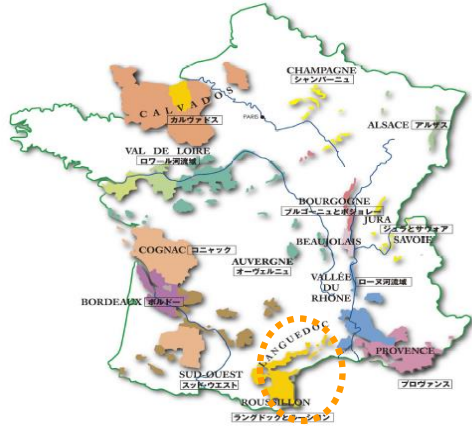 CHAMPAGNE
シャンパーニュ
CALVADOS
カルヴァドス
PARIS
ALSACE アルザス
VAL DE LOIRE
ロワール河流域
BOURGOGNE
ブルゴーニュとボジョレー
JURA
ジュラとサヴォア
SAVOIE
BEAUJOLAIS
COGNAC コニャック
AUVERGNE
オーヴェルニュ
VALLÉE
DU
RHÔNE
ローヌ河流域
BORDEAUX ボルドー
LANGUEDOC
PROVENCE
プロヴァンス
SUD-OUEST
スッド・ウエスト
ROUSSILLON
ラングドックとルーション